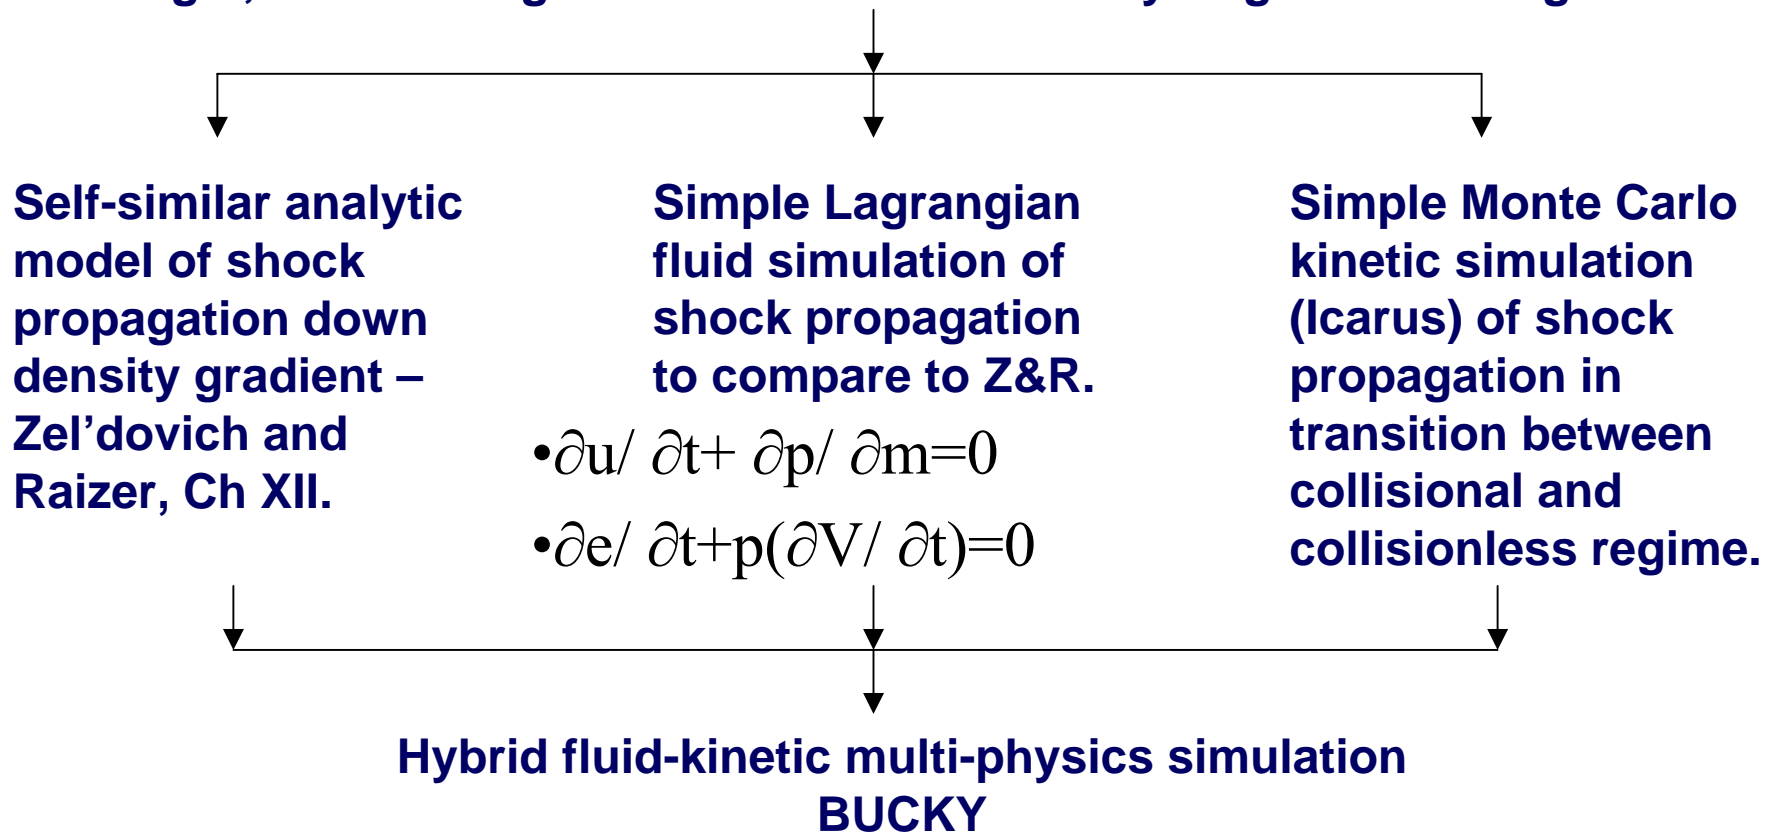 Self-similar analytic
model of shock
propagation down
density gradient –
Zel’dovich and
Raizer, Ch XII.
Simple Lagrangian
fluid simulation of
shock propagation
to compare to Z&R.
•∂u/ ∂t+ ∂p/ ∂m=0
•∂e/ ∂t+p(∂V/ ∂t)=0
Simple Monte Carlo
kinetic simulation
(Icarus) of shock
propagation in
transition between
collisional and
collisionless regime.
Hybrid fluid-kinetic multi-physics simulation
BUCKY